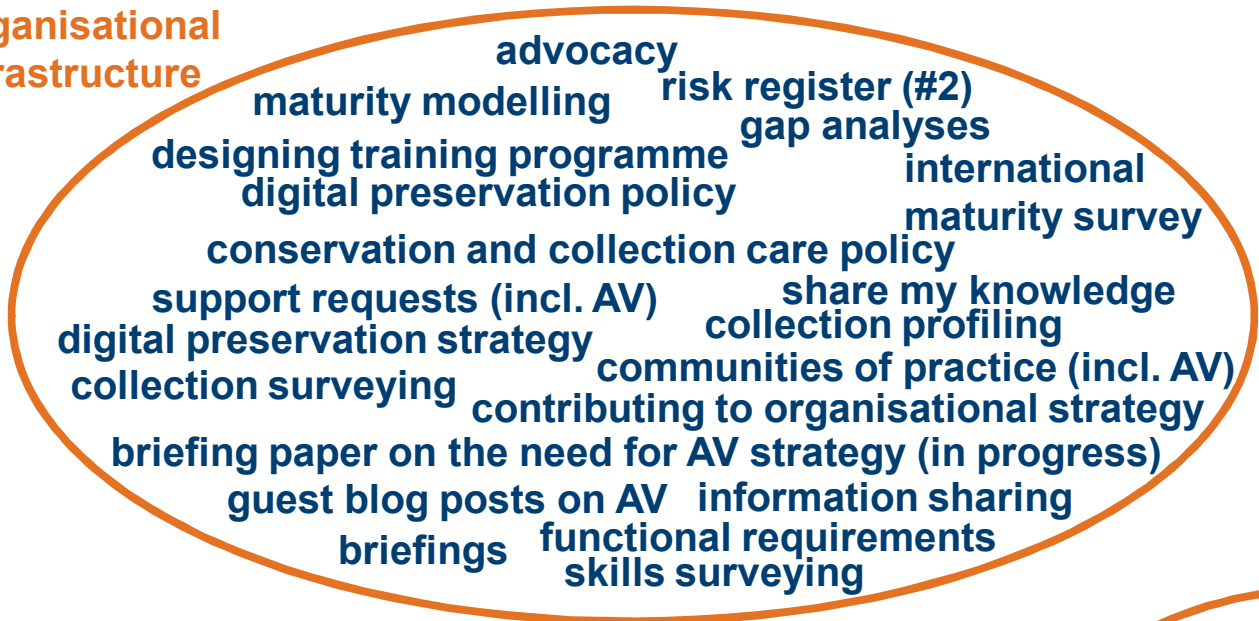 ganisational
rastructure
advocacy
risk register (#2)
maturity modelling
gap analyses
designing training programme
international
maturity survey
digital preservation policy
conservation and collection care policy
share my knowledge
support requests (incl. AV)
collection profiling
digital preservation strategy
communities of practice (incl. AV)
collection surveying
contributing to organisational strategy
briefing paper on the need for AV strategy (in progress)
guest blog posts on AV
information sharing
functional requirements
briefings
skills surveying